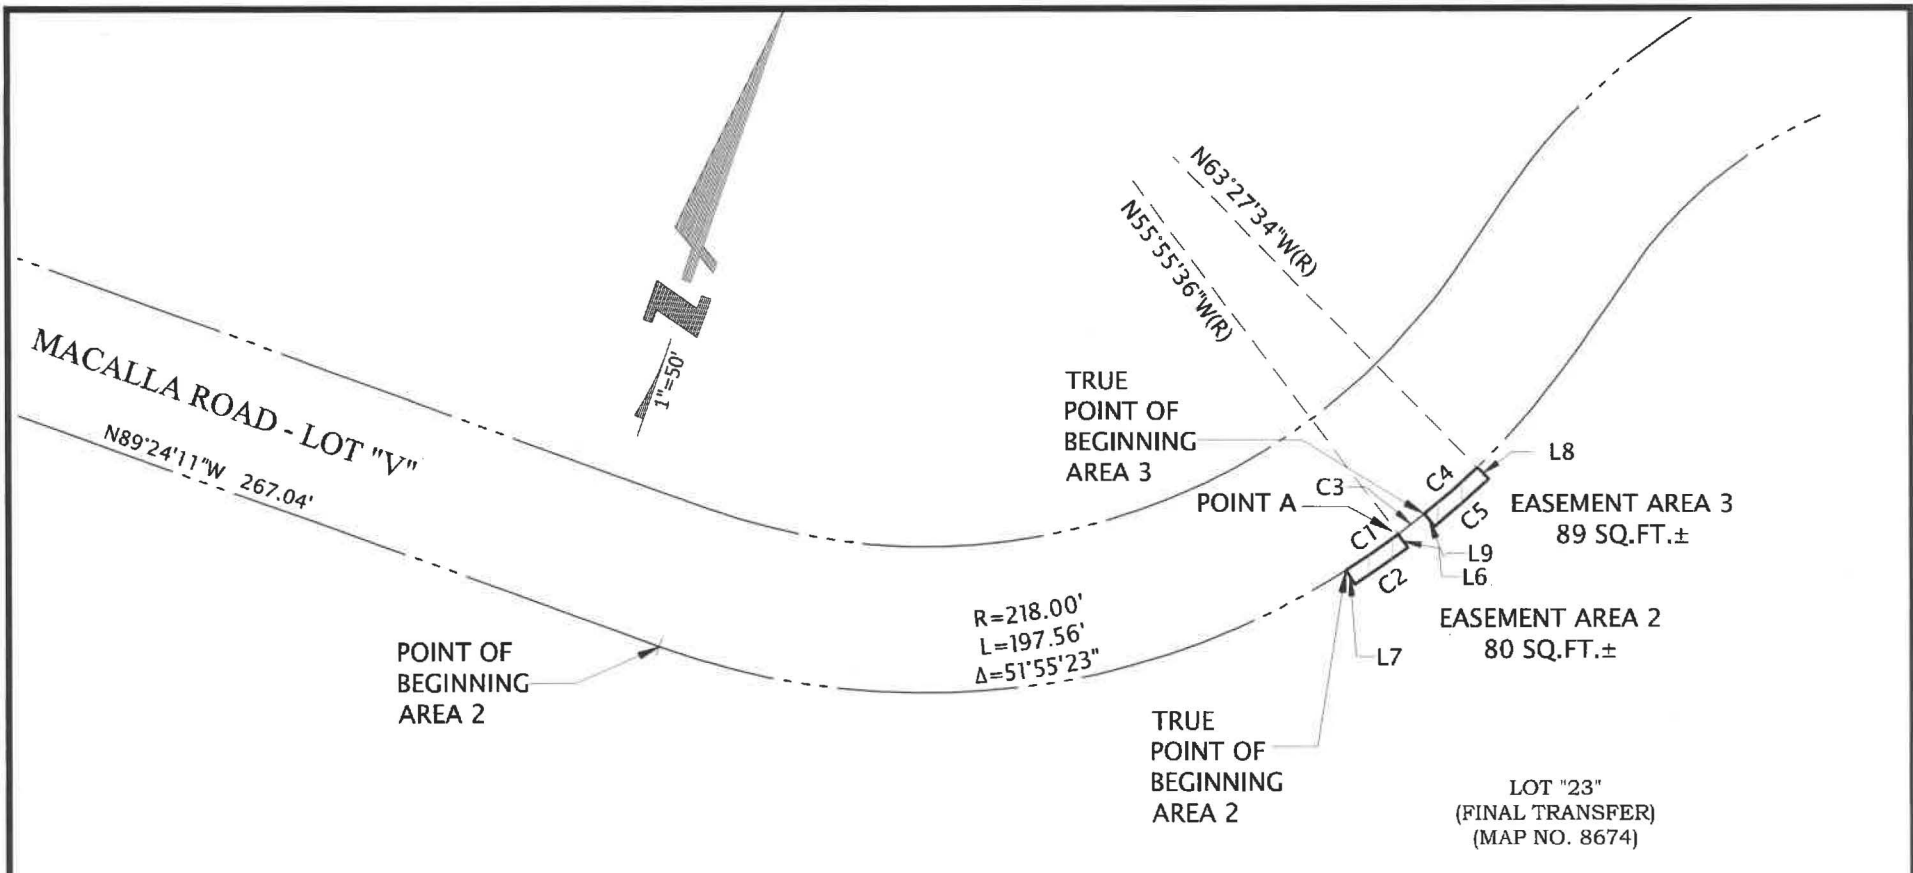 N63°27'34"W(R)
N55°55'36"W(R)
N
1"=50'
MACALLA ROAD - LOT "V"
N89°24'11"W 267.04'
TRUE
POINT OF
BEGINNING
AREA 3
POINT A
C3
C4
C1
C5
C2
L8
EASEMENT AREA 3
89 SQ.FT.±
L9
L6
EASEMENT AREA 2
80 SQ.FT.±
L7
R=218.00'
L=197.56'
Δ=51°55'23"
POINT OF
BEGINNING
AREA 2
TRUE
POINT OF
BEGINNING
AREA 2
LOT "23"
(FINAL TRANSFER)
(MAP NO. 8674)